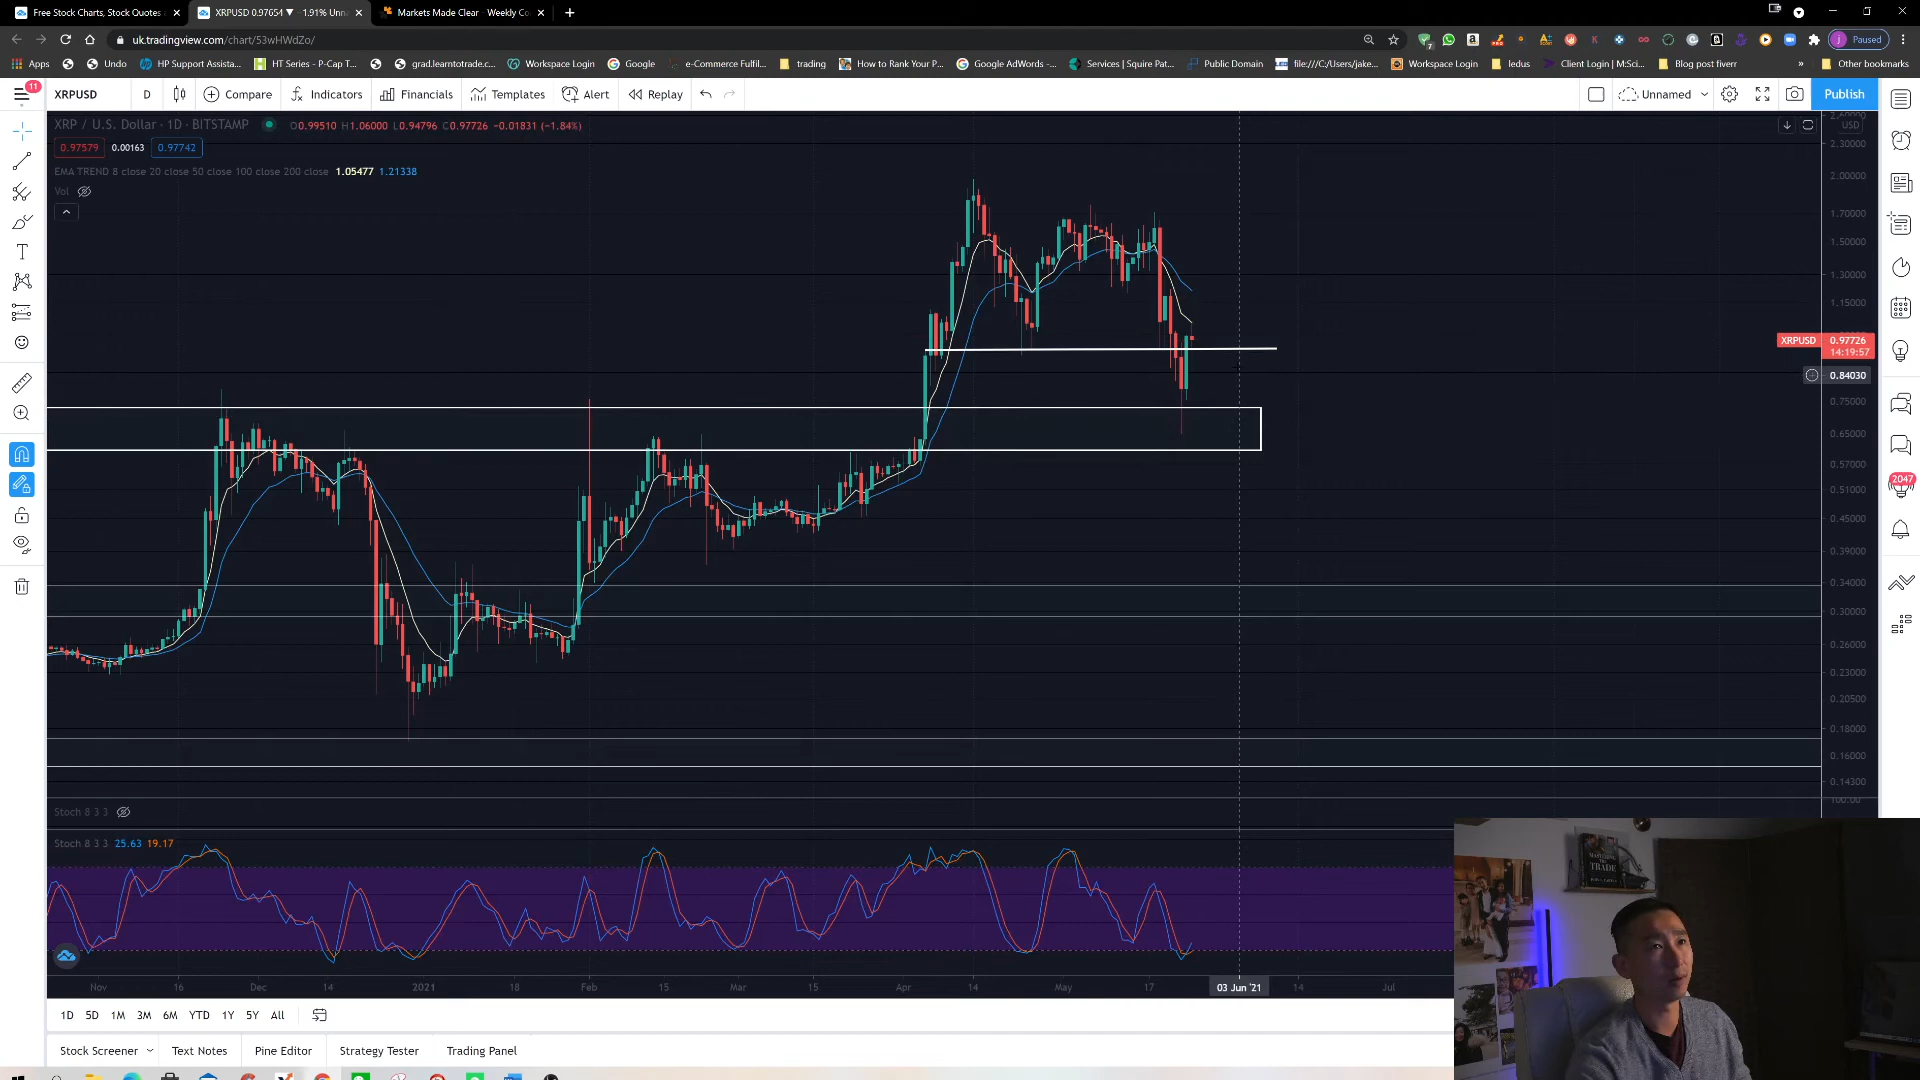 Free Stock Charts, Stock Quotes a
XRPUSD 0.97654 ▼ −1.91% Unna
Markets Made Clear - Weekly Co
uk.tradingview.com/chart/53wHWdZo/
Paused
Apps
Undo
HP Support Assista...
HT Series - P-Cap T...
grad.learntotrade.c...
Workspace Login
Google
e-Commerce Fulfil...
trading
How to Rank Your P...
Google AdWords -...
Services | Squire Pat...
Public Domain
file:///C:/Users/jake...
Workspace Login
ledus
Client Login | M:Sci...
Blog post fiverr
»
Other bookmarks
11
XRPUSD
D
Compare
Indicators
Financials
Templates
Alert
Replay
Unnamed
Publish
XRP / U.S. Dollar · 1D · BITSTAMP
O0.99510 H1.06000 L0.94796 C0.97726 −0.01831 (−1.84%)
0.97579
0.00163
0.97742
EMA TREND 8 close 20 close 50 close 100 close 200 close 1.05477 1.21338
Vol
USD
2.40000
2.30000
2.00000
1.70000
1.50000
1.30000
1.15000
XRPUSD
0.97726
14:19:57
0.84030
0.75000
0.65000
0.57000
0.51000
0.45000
0.39000
0.34000
0.30000
0.26000
0.23000
0.20500
0.18000
0.16000
0.14300
100.00
2047
Stoch 8 3 3
Stoch 8 3 3 25.63 19.17
Nov
16
Dec
14
2021
18
Feb
15
Mar
15
Apr
14
May
17
03 Jun '21
14
Jul
1D
5D
1M
3M
6M
YTD
1Y
5Y
All
Stock Screener
Text Notes
Pine Editor
Strategy Tester
Trading Panel
MASTERING THE
TRADE